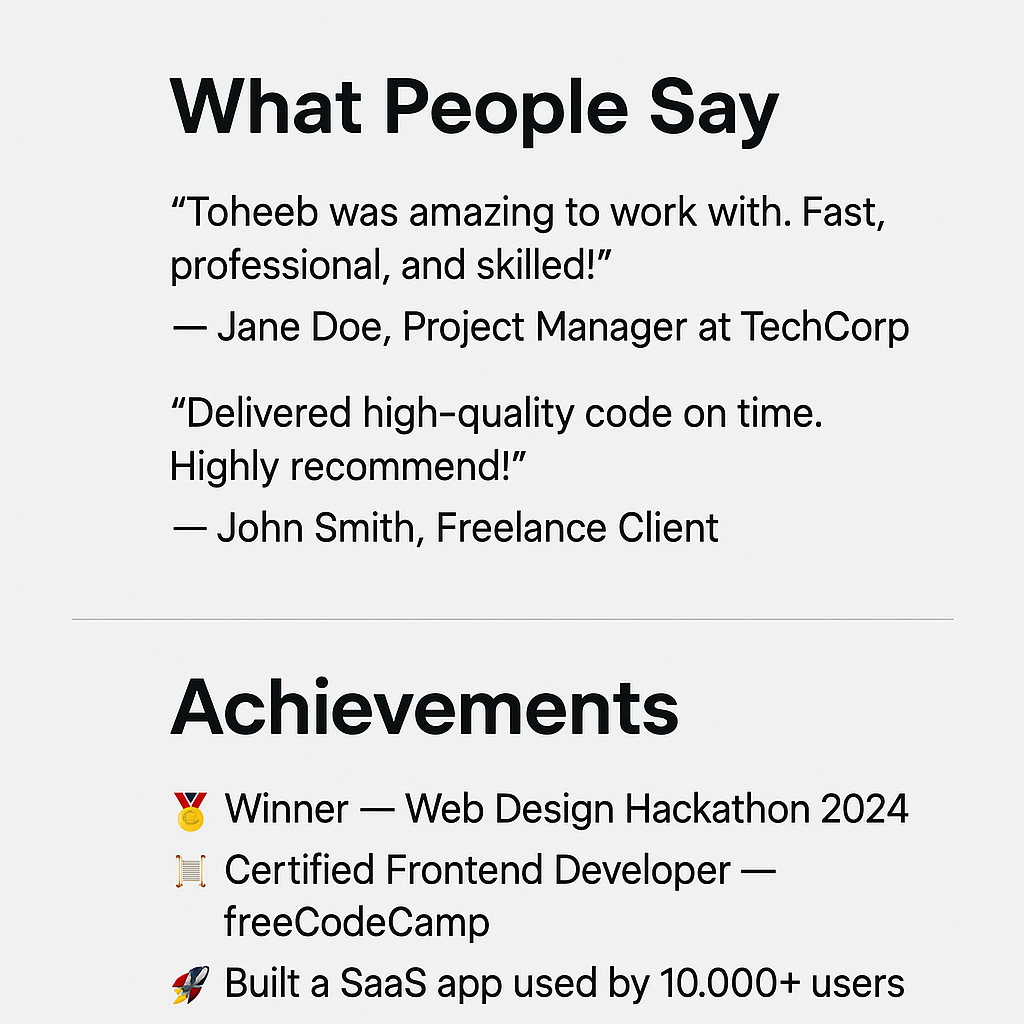 What People Say
“Toheeb was amazing to work with. Fast,
professional, and skilled!”
— Jane Doe, Project Manager at TechCorp
“Delivered high-quality code on time.
Highly recommend!”
— John Smith, Freelance Client
Achievements
Winner — Web Design Hackathon 2024
Certified Frontend Developer —
freeCodeCamp
Built a SaaS app used by 10.000+ users